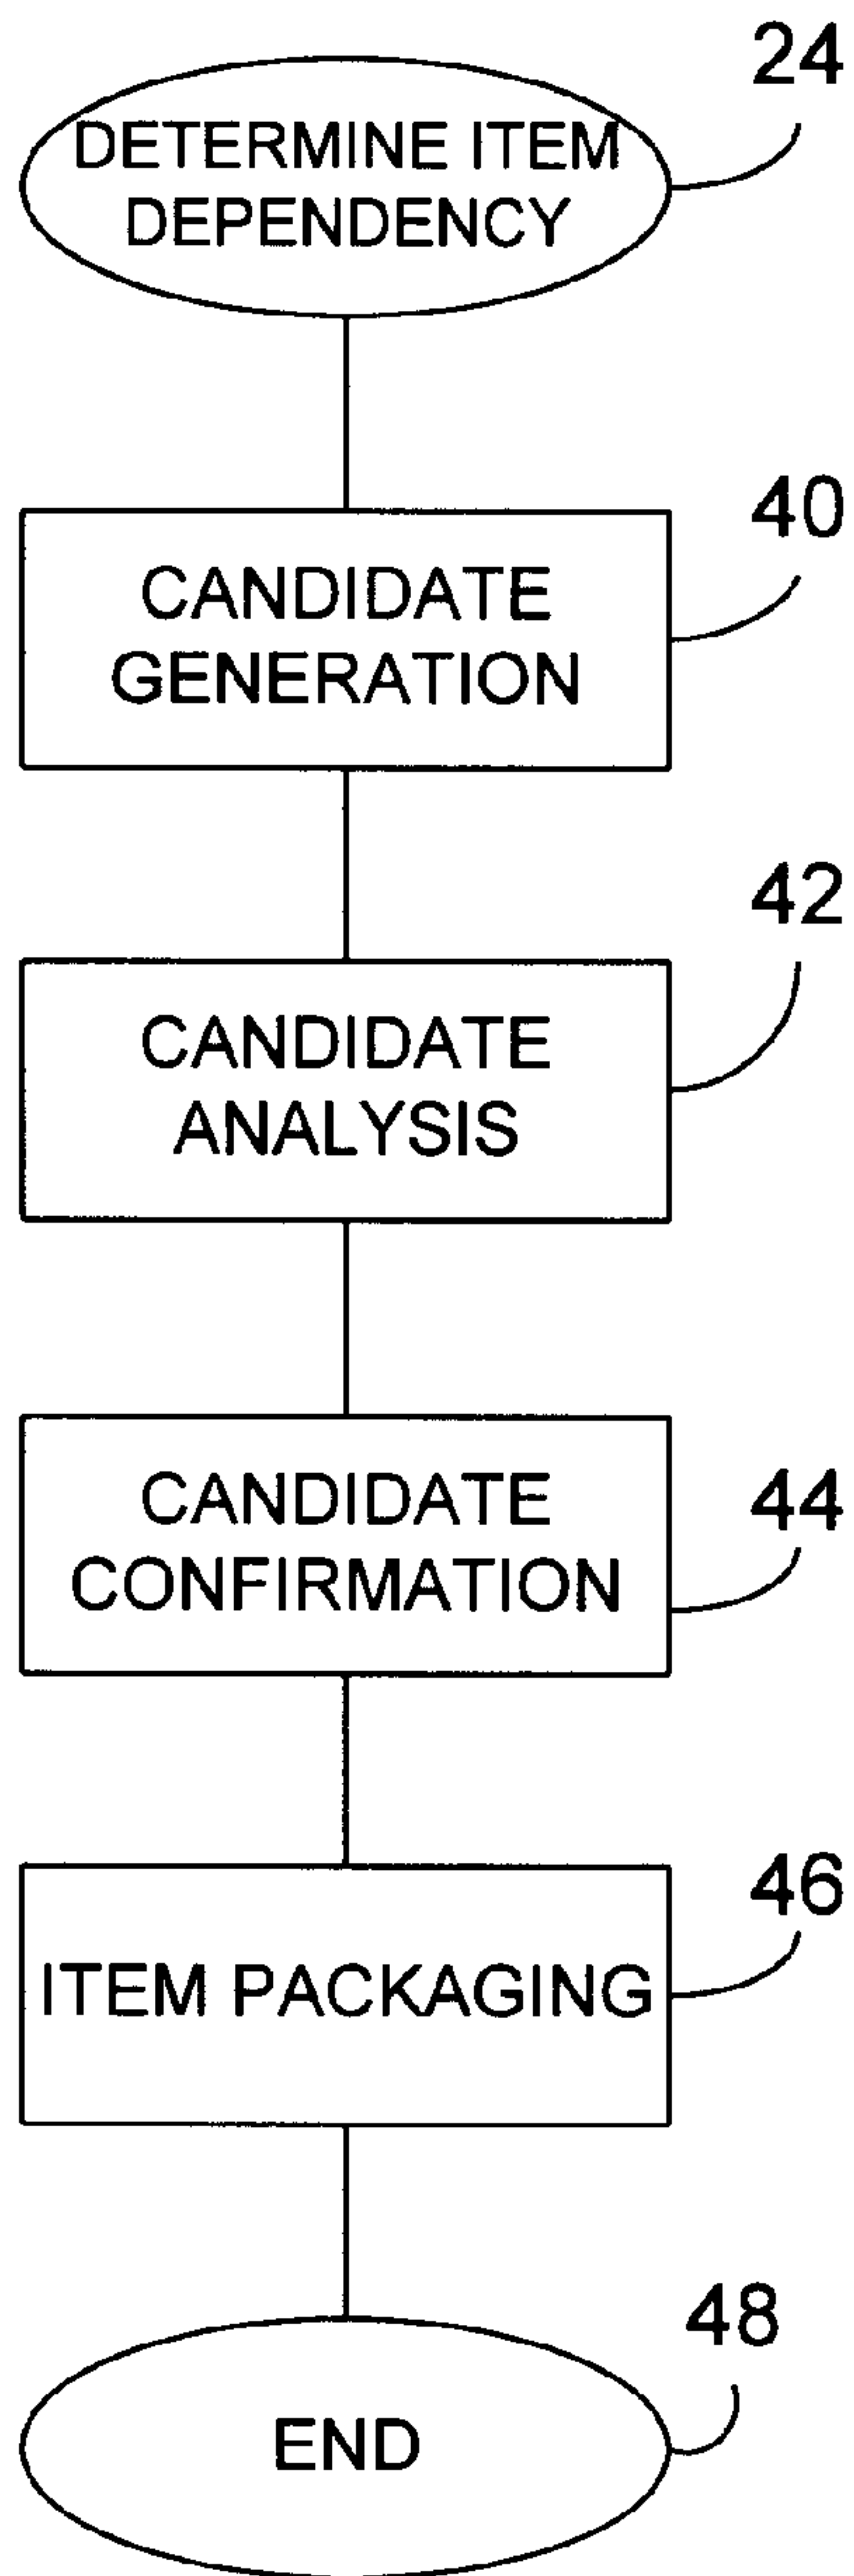 24
DETERMINE ITEM
DEPENDENCY
40
CANDIDATE
GENERATION
42
CANDIDATE
ANALYSIS
44
CANDIDATE
CONFIRMATION
46
ITEM PACKAGING
48
END